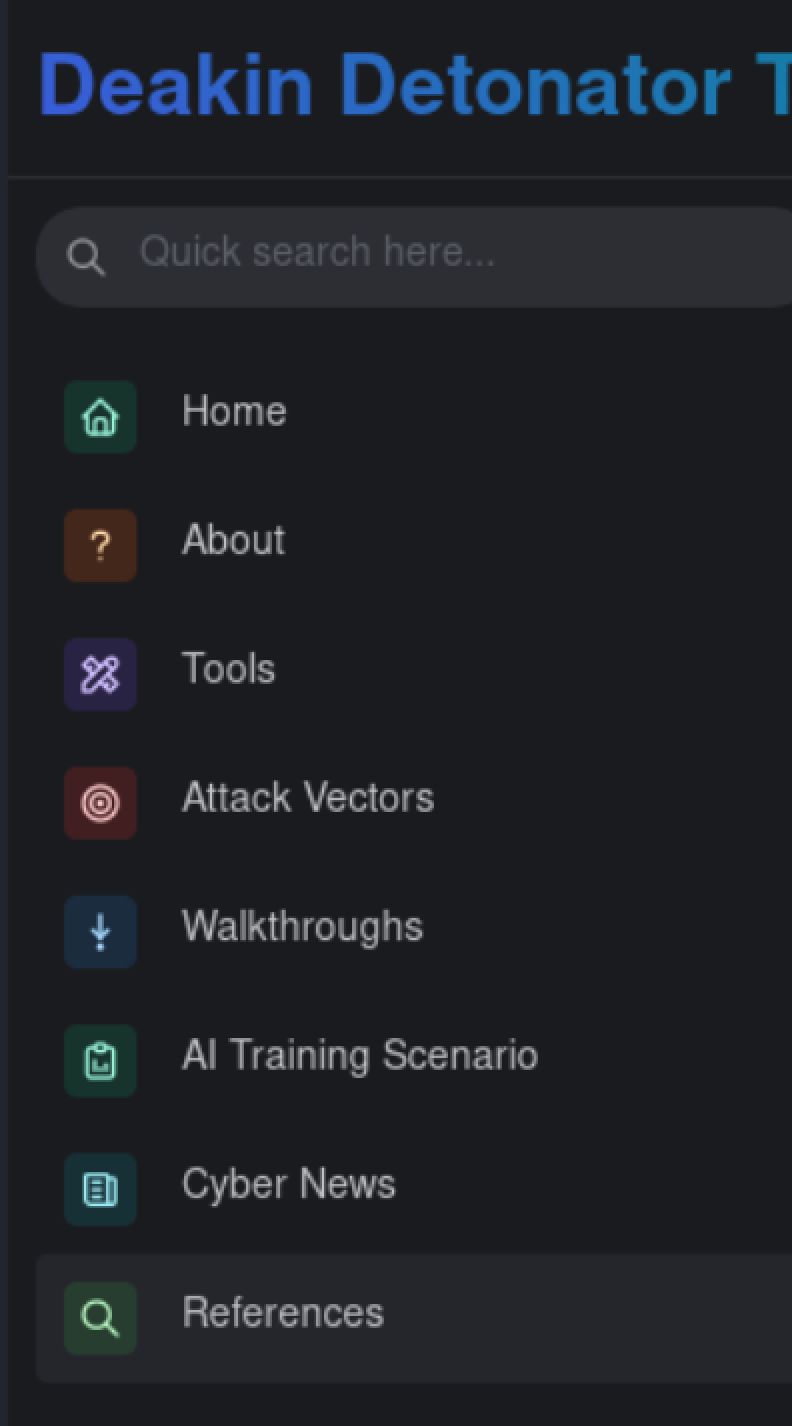 Deakin Detonator T
Quick search here...
Home
?
About
Tools
Attack Vectors
Walkthroughs
AI Training Scenario
Cyber News
References